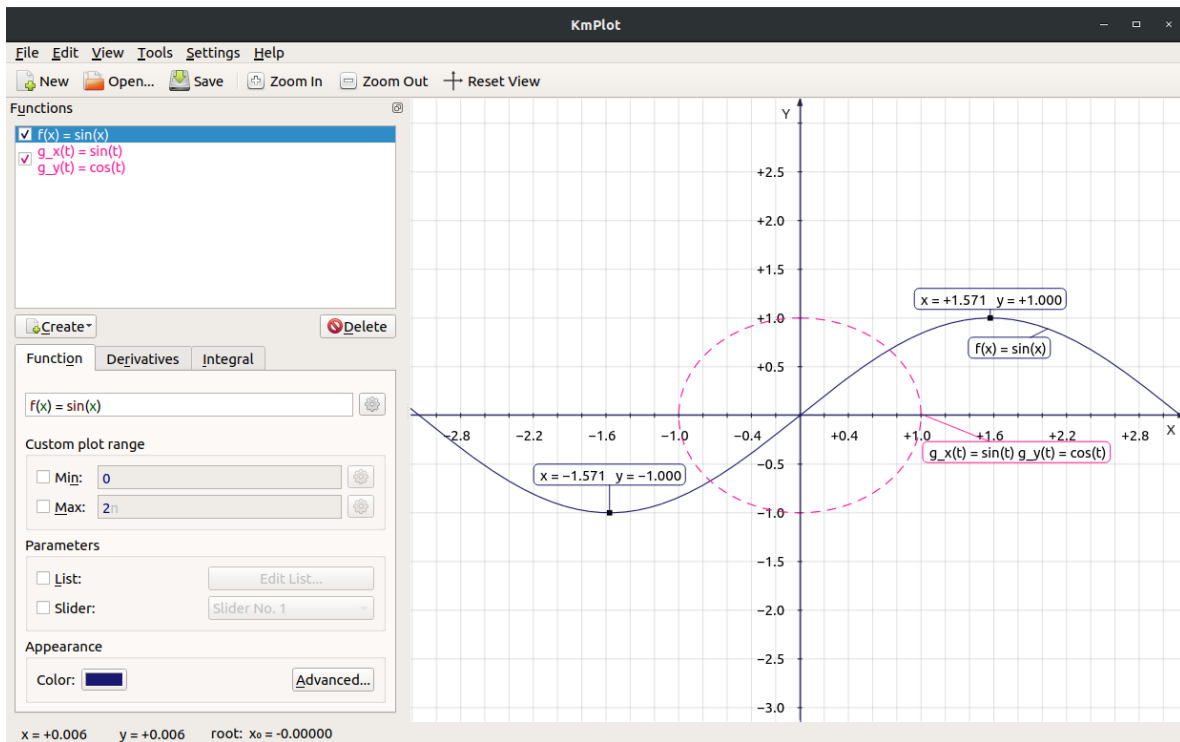 KmPlot
File Edit View Tools Settings Help
New Open... Save Zoom In Zoom Out Reset View
Functions
f(x) = sin(x)
g_x(t) = sin(t)
g_y(t) = cos(t)
Create Delete
Function Derivatives Integral
f(x) = sin(x)
Custom plot range
Min: 0
Max: 2π
Parameters
List: Edit List...
Slider: Slider No. 1
Appearance
Color: Advanced...
Y
+2.5
+2.0
+1.5
x = +1.571 y = +1.000
+1.0
f(x) = sin(x)
+0.5
X
−2.8 −2.2 −1.6 −1.0 −0.4 +0.4 +1.0 +1.6 +2.2 +2.8
g_x(t) = sin(t) g_y(t) = cos(t)
−0.5
x = −1.571 y = −1.000
−1.0
−1.5
−2.0
−2.5
−3.0
x = +0.006 y = +0.006 root: x₀ = -0.00000